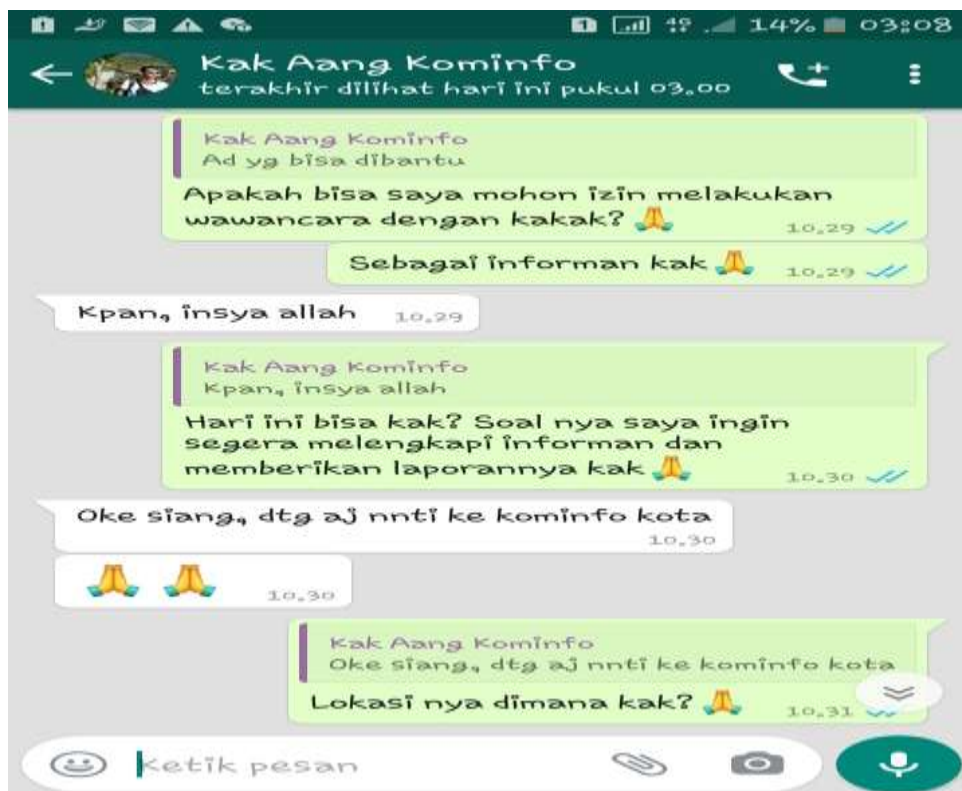 14% 03:08
Kak Aang Kominfo
terakhir dilihat hari ini pukul 03.00
Kak Aang Kominfo
Ad yg bisa dibantu
Apakah bisa saya mohon izin melakukan
wawancara dengan kakak? 🙏
10.29
Sebagai informan kak 🙏 10.29
Kpan, insya allah 10.29
Kak Aang Kominfo
Kpan, insya allah
Hari ini bisa kak? Soal nya saya ingin
segera melengkapi informan dan
memberikan laporannya kak 🙏
10.30
Oke siang, dtg aj nnti ke kominfo kota
10.30
🙏 🙏 10.30
Kak Aang Kominfo
Oke siang, dtg aj nnti ke kominfo kota
Lokasi nya dimana kak? 🙏 10.31
Ketik pesan